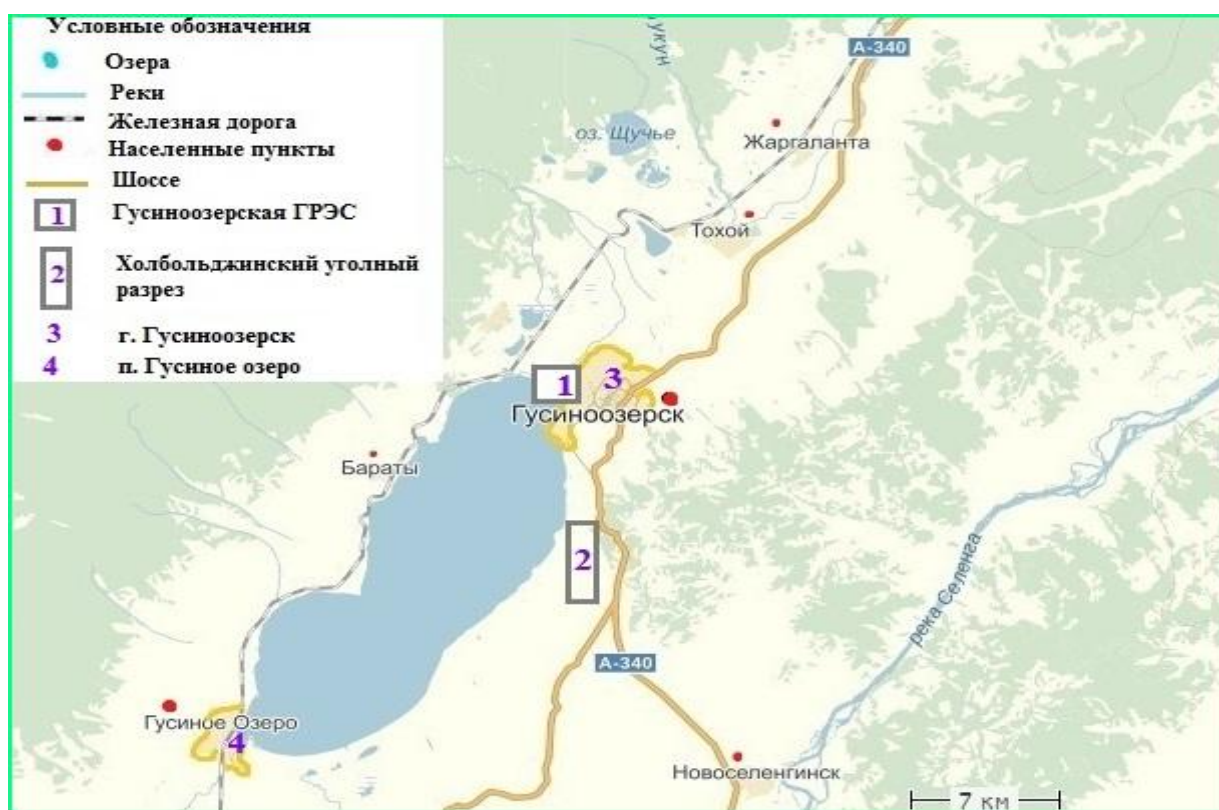 Условные обозначения
Озера
Реки
Железная дорога
Населенные пункты
Шоссе
1
Гусиноозерская ГРЭС
2
Холбольджинский уголный
разрез
3
г. Гусиноозерск
4
п. Гусиное озеро
А-340
оз. Щучье
Жаргаланта
Тохой
1
3
Гусиноозерск
Бараты
2
река Селенга
А-340
Гусиное Озеро
4
Новоселенгинск
7 км